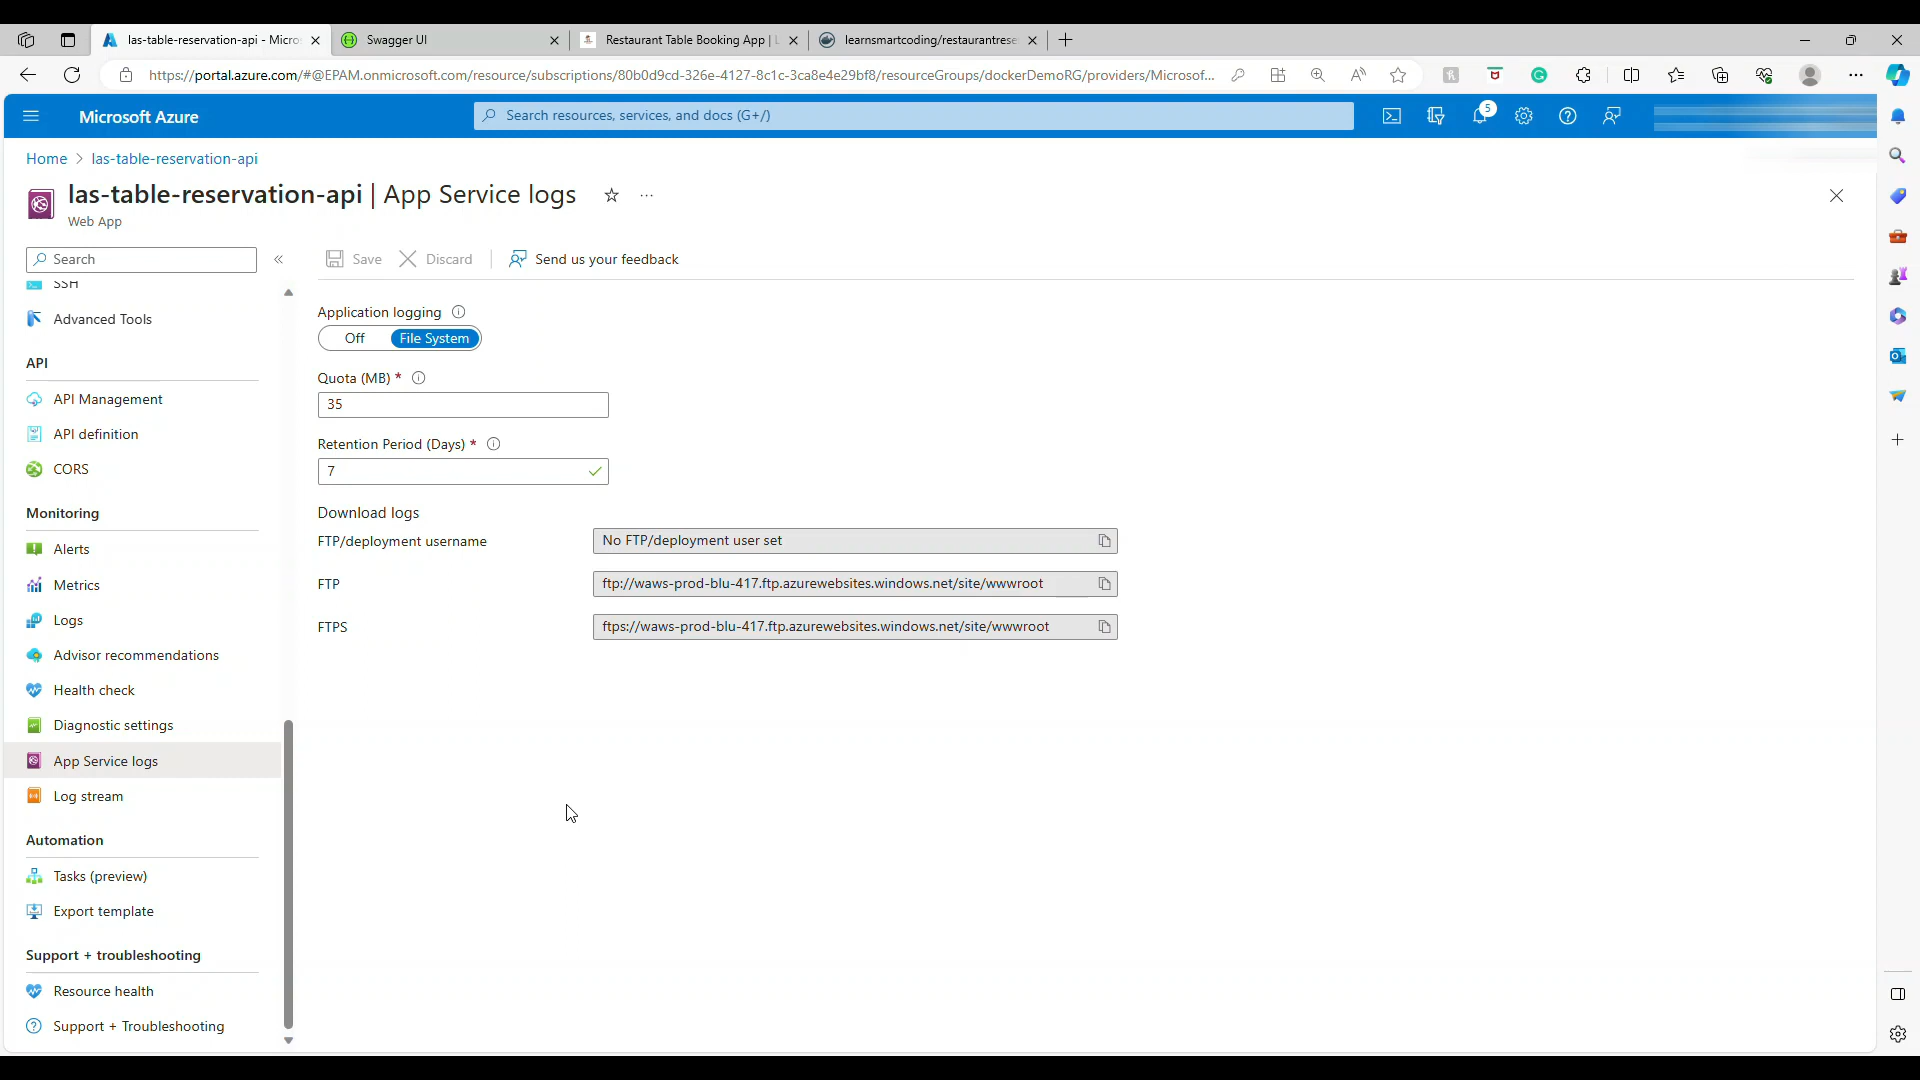 las-table-reservation-api - Micros
Swagger UI
Restaurant Table Booking App | L
learnsmartcoding/restaurantrese
https://portal.azure.com/#@EPAM.onmicrosoft.com/resource/subscriptions/80b0d9cd-326e-4127-8c1c-3ca8e4e29bf8/resourceGroups/dockerDemoRG/providers/Microsof...
Microsoft Azure
Search resources, services, and docs (G+/)
5
Home > las-table-reservation-api
las-table-reservation-api | App Service logs
Web App
Search
Save
Discard
Send us your feedback
SSH
Advanced Tools
API
API Management
API definition
CORS
Monitoring
Alerts
Metrics
Logs
Advisor recommendations
Health check
Diagnostic settings
App Service logs
Log stream
Automation
Tasks (preview)
Export template
Support + troubleshooting
Resource health
Support + Troubleshooting
Application logging
Off
File System
Quota (MB) *
35
Retention Period (Days) *
7
Download logs
FTP/deployment username
No FTP/deployment user set
FTP
ftp://waws-prod-blu-417.ftp.azurewebsites.windows.net/site/wwwroot
FTPS
ftps://waws-prod-blu-417.ftp.azurewebsites.windows.net/site/wwwroot